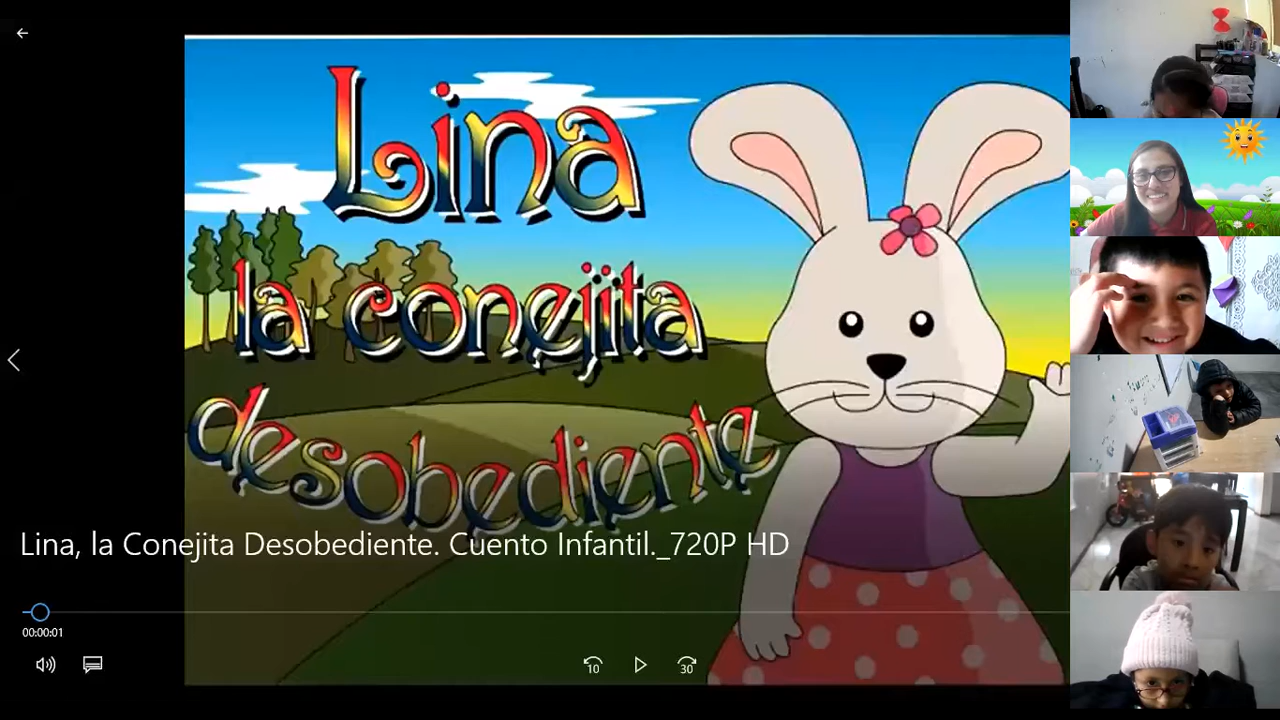 Lina
la conejita
desobediente
Lina, la Conejita Desobediente. Cuento Infantil._720P HD
00:00:01
10
30